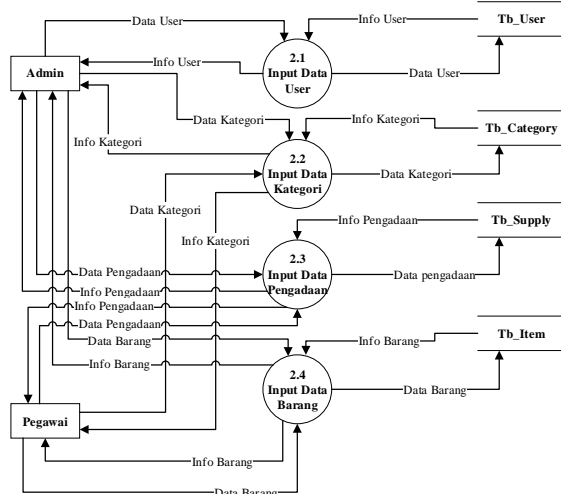 Data User
Info User
Tb_User
Info User
2.1
Input Data
User
Data User
Admin
Data Kategori
Info Kategori
Tb_Category
Info Kategori
2.2
Input Data
Kategori
Data Kategori
Data Kategori
Info Kategori
Info Pengadaan
Tb_Supply
2.3
Input Data
Pengadaan
Data Pengadaan
Data pengadaan
Info Pengadaan
Info Pengadaan
Data Pengadaan
Data Barang
Info Barang
Info Barang
Tb_Item
2.4
Input Data
Barang
Data Barang
Pegawai
Info Barang
Data Barang